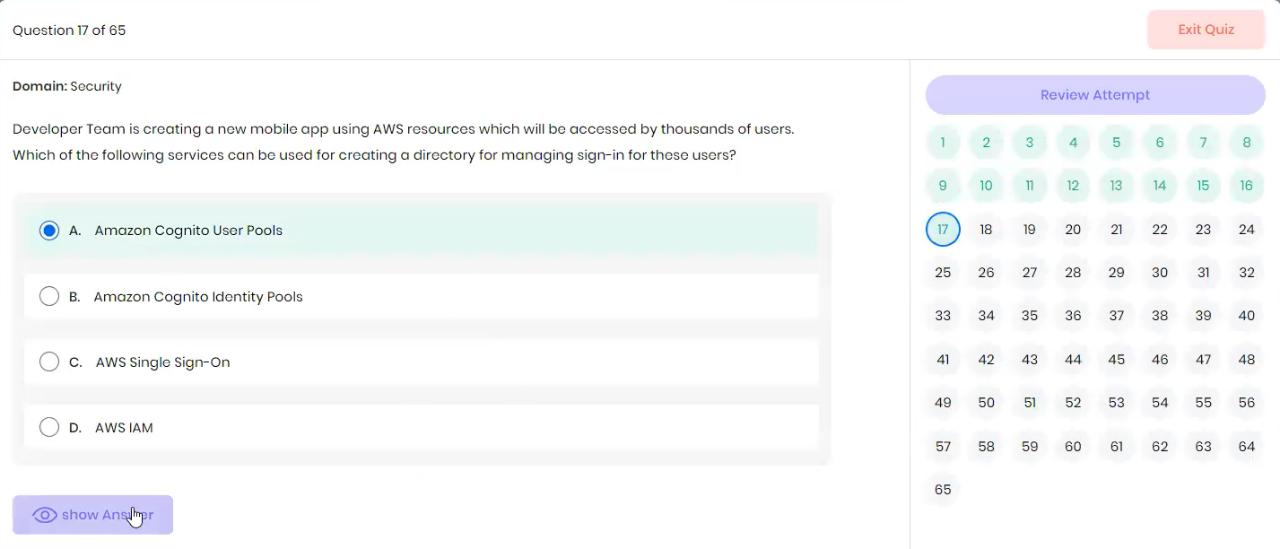 Question 17 of 65
Exit Quiz
Domain: Security
Developer Team is creating a new mobile app using AWS resources which will be accessed by thousands of users.
Which of the following services can be used for creating a directory for managing sign-in for these users?
A. Amazon Cognito User Pools
B. Amazon Cognito Identity Pools
C. AWS Single Sign-On
D. AWS IAM
show Answer
Review Attempt
1 2 3 4 5 6 7 8
9 10 11 12 13 14 15 16
17 18 19 20 21 22 23 24
25 26 27 28 29 30 31 32
33 34 35 36 37 38 39 40
41 42 43 44 45 46 47 48
49 50 51 52 53 54 55 56
57 58 59 60 61 62 63 64
65